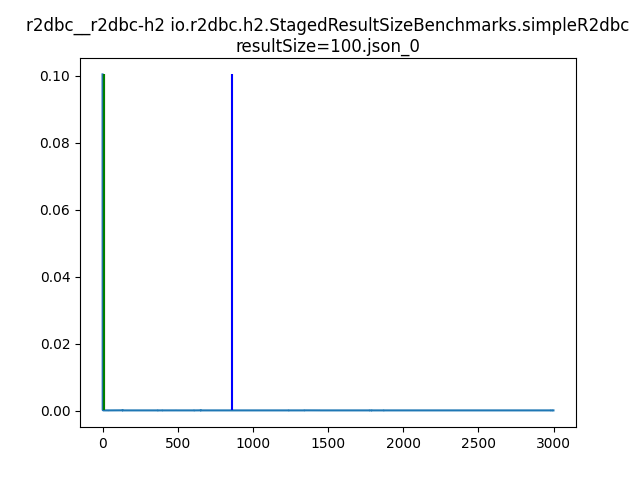 r2dbc__r2dbc-h2 io.r2dbc.h2.StagedResultSizeBenchmarks.simpleR2dbc
resultSize=100.json_0
0.10
0.08
0.06
0.04
0.02
0.00
0 500 1000 1500 2000 2500 3000